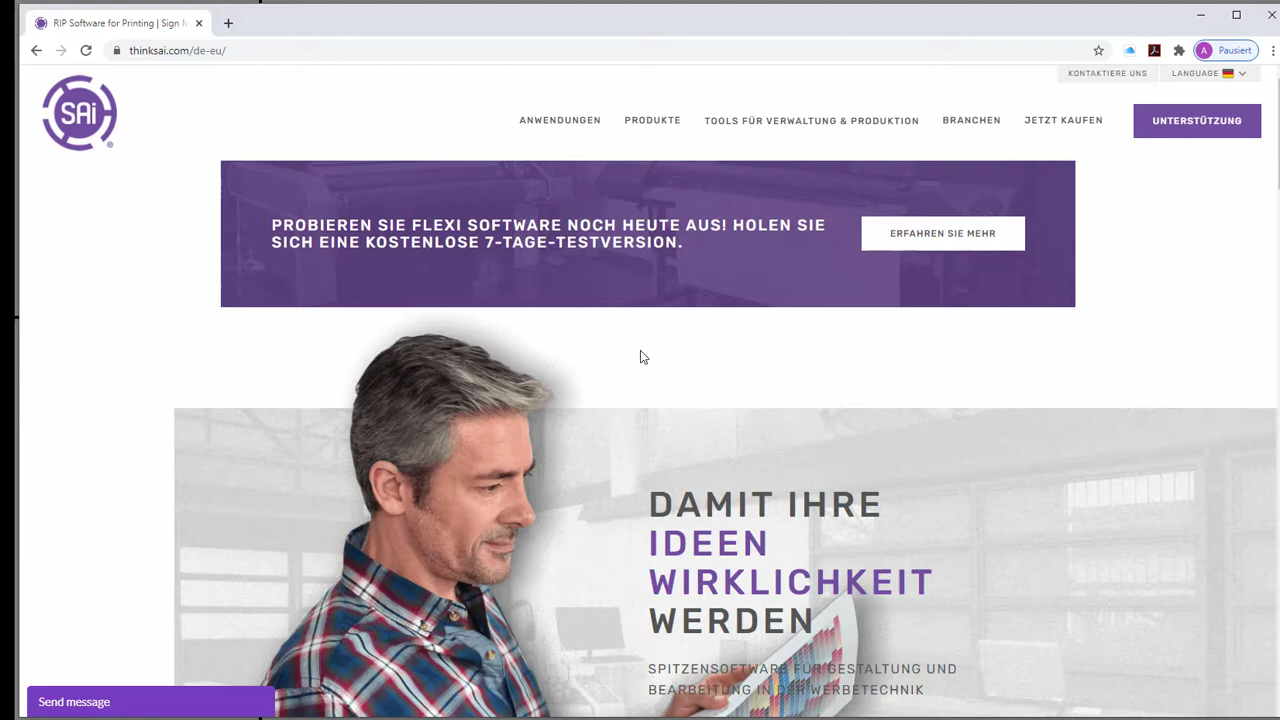 RIP Software for Printing | Sign M
thinksai.com/de-eu/
A Pausiert
KONTAKTIERE UNS
LANGUAGE
SAi
ANWENDUNGEN
PRODUKTE
TOOLS FÜR VERWALTUNG & PRODUKTION
BRANCHEN
JETZT KAUFEN
UNTERSTÜTZUNG
PROBIEREN SIE FLEXI SOFTWARE NOCH HEUTE AUS! HOLEN SIE
SICH EINE KOSTENLOSE 7-TAGE-TESTVERSION.
ERFAHREN SIE MEHR
DAMIT IHRE
IDEEN
WIRKLICHKEIT
WERDEN
SPITZENSOFTWARE FÜR GESTALTUNG UND
BEARBEITUNG IN DER WERBETECHNIK
Send message